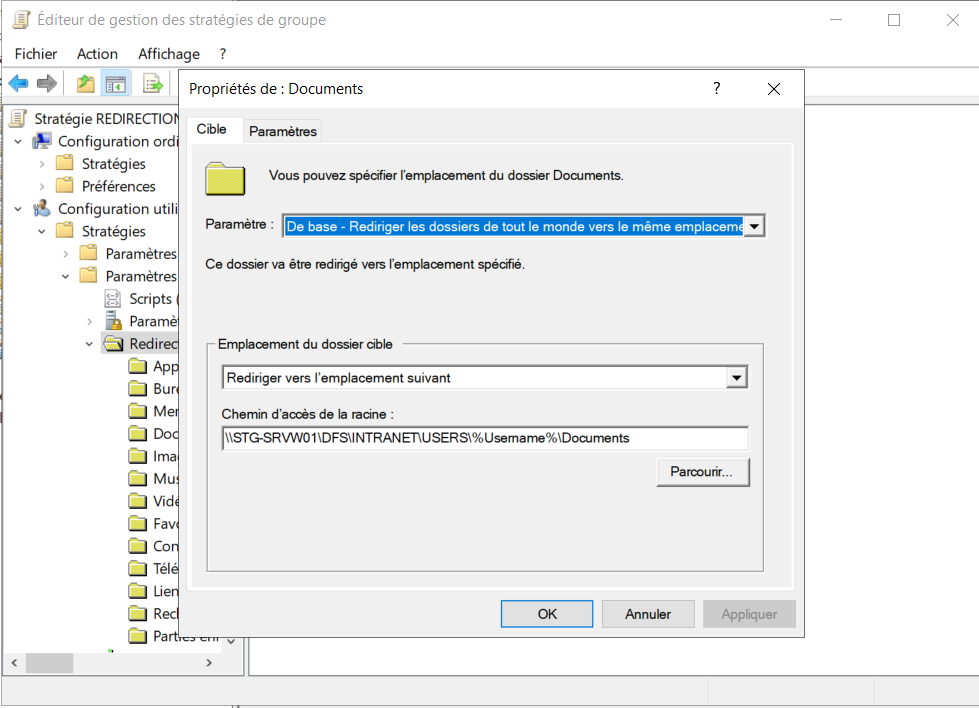 Éditeur de gestion des stratégies de groupe
Fichier Action Affichage ?
Stratégie REDIRECTION
Configuration ordi
Stratégies
Préférences
Configuration utili
Stratégies
Paramètres
Paramètres
Scripts (
Paramèt
Redirec
App
Bure
Mer
Doc
Ima
Mus
Vidé
Favo
Con
Télé
Lien
Rech
Parties enr
Propriétés de : Documents
?
Cible Paramètres
Vous pouvez spécifier l'emplacement du dossier Documents.
Paramètre : De base - Rediriger les dossiers de tout le monde vers le même emplaceme
Ce dossier va être redirigé vers l'emplacement spécifié.
Emplacement du dossier cible
Rediriger vers l'emplacement suivant
Chemin d'accès de la racine :
\\STG-SRVW01\DFS\INTRANET\USERS\%Username%\Documents
Parcourir...
OK Annuler Appliquer